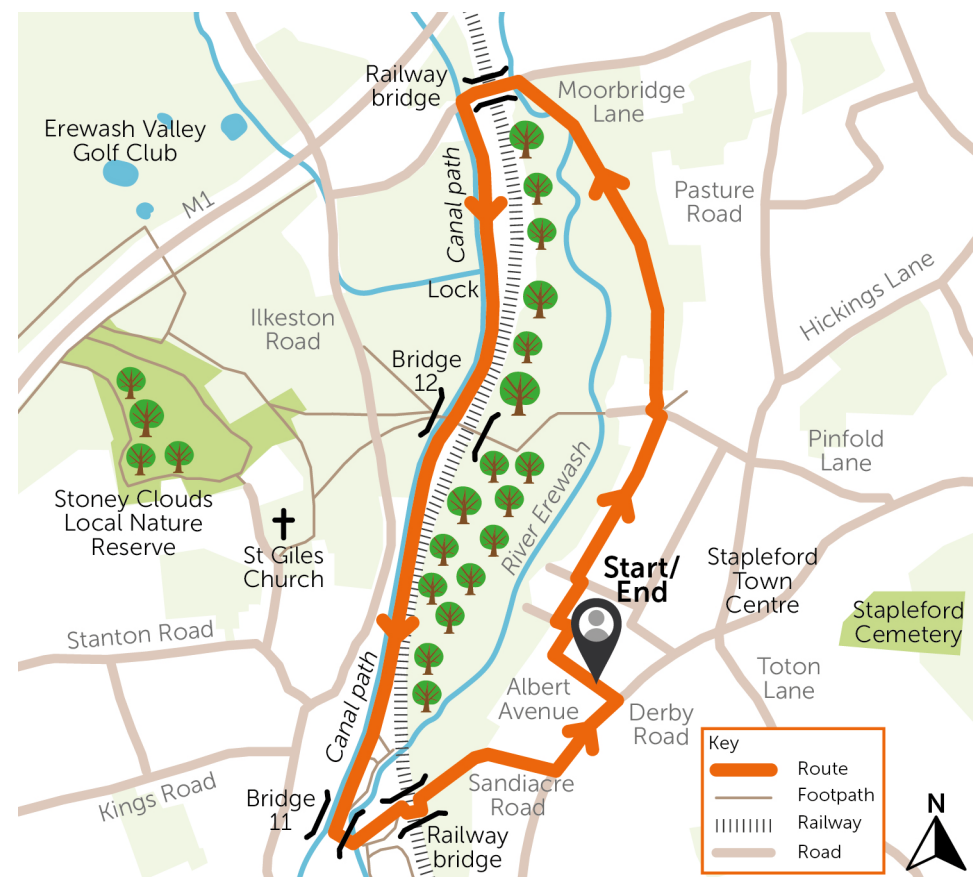 Railway
bridge
Moorbridge
Lane
Erewash Valley
Golf Club
M1
Canal path
Pasture
Road
Lock
Hickings Lane
Ilkeston
Road
Bridge
12
Pinfold
Lane
River Erewash
Stoney Clouds
Local Nature
Reserve
St Giles
Church
Start/
End
Stapleford
Town
Centre
Stapleford
Cemetery
Stanton Road
Canal path
Albert
Avenue
Toton
Lane
Derby
Road
Sandiacre
Road
Kings Road
Bridge
11
Railway
bridge
Key
Route
Footpath
Railway
Road
N